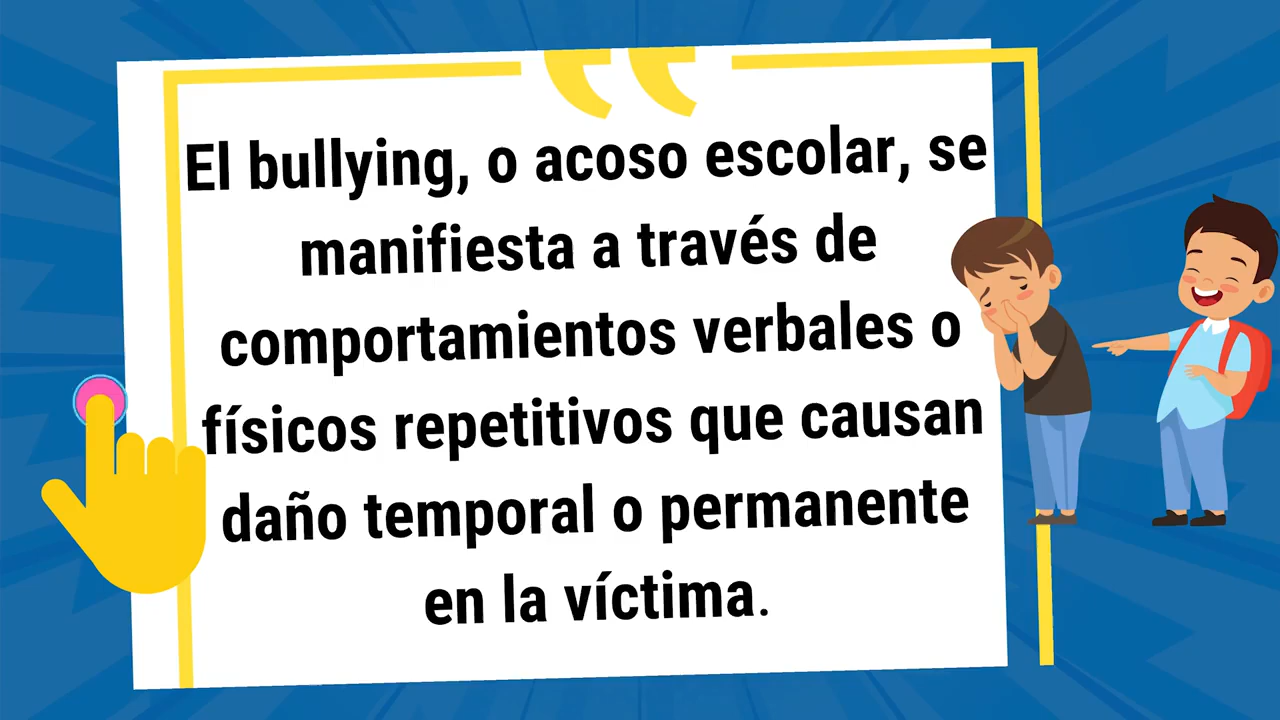 El bullying, o acoso escolar, se
manifiesta a través de
comportamientos verbales o
físicos repetitivos que causan
daño temporal o permanente
en la víctima.